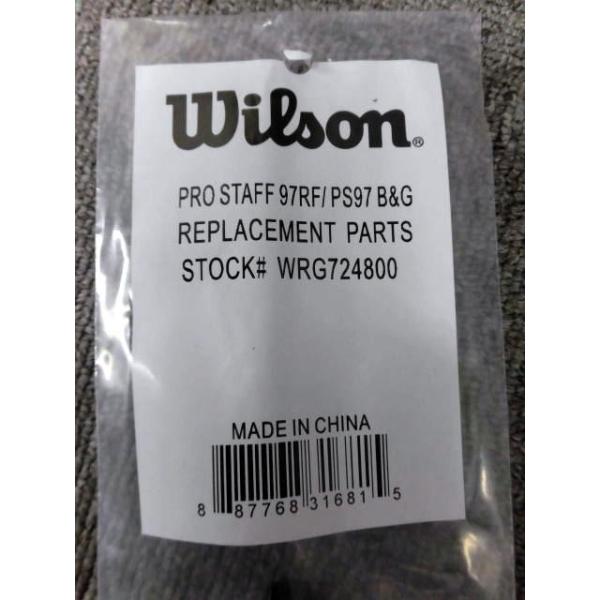 Wilson®
PRO STAFF 97RF/ PS97 B&G
REPLACEMENT PARTS
STOCK# WRG724800
MADE IN CHINA
8 87768 31681 5